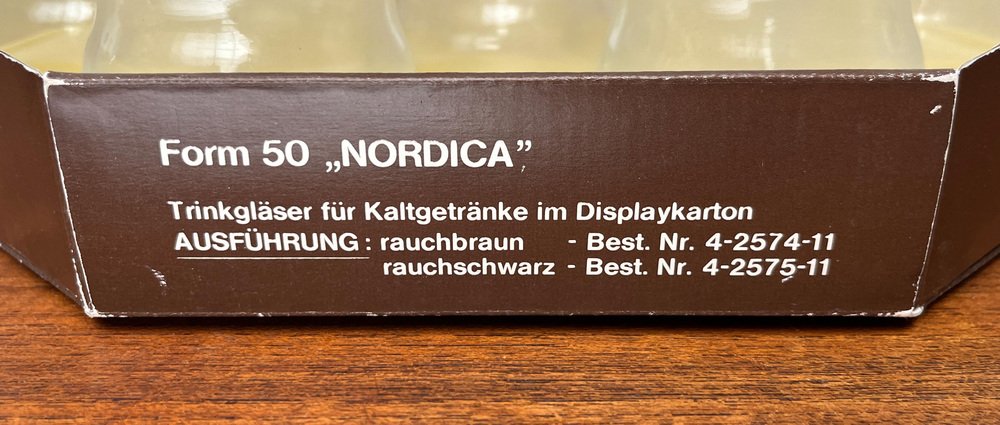 Form 50 „NORDICA”
Trinkgläser für Kaltgetränke im Displaykarton
AUSFÜHRUNG : rauchbraun - Best. Nr. 4-2574-11
rauchschwarz - Best. Nr. 4-2575-11